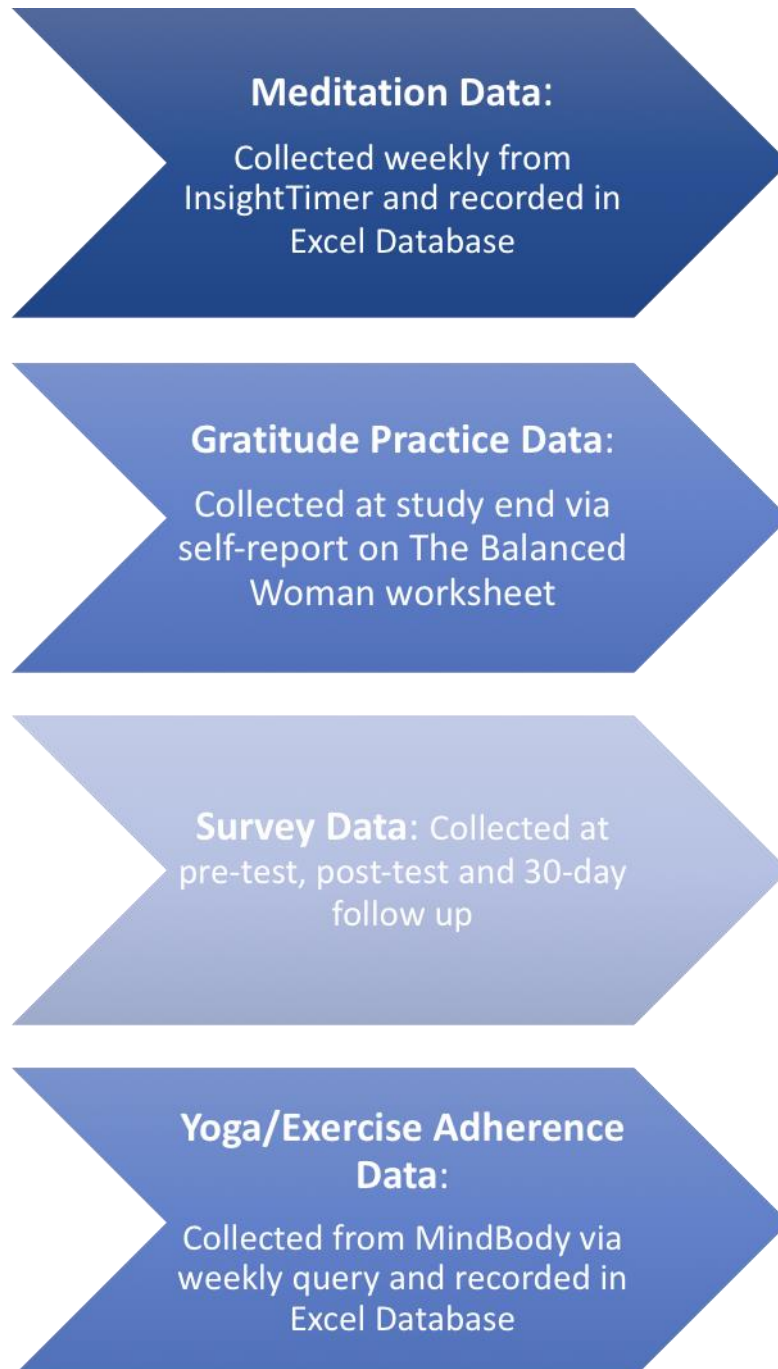 Meditation Data:
Collected weekly from
InsightTimer and recorded in
Excel Database
Gratitude Practice Data:
Collected at study end via
self-report on The Balanced
Woman worksheet
Survey Data: Collected at
pre-test, post-test and 30-day
follow up
Yoga/Exercise Adherence
Data:
Collected from MindBody via
weekly query and recorded in
Excel Database